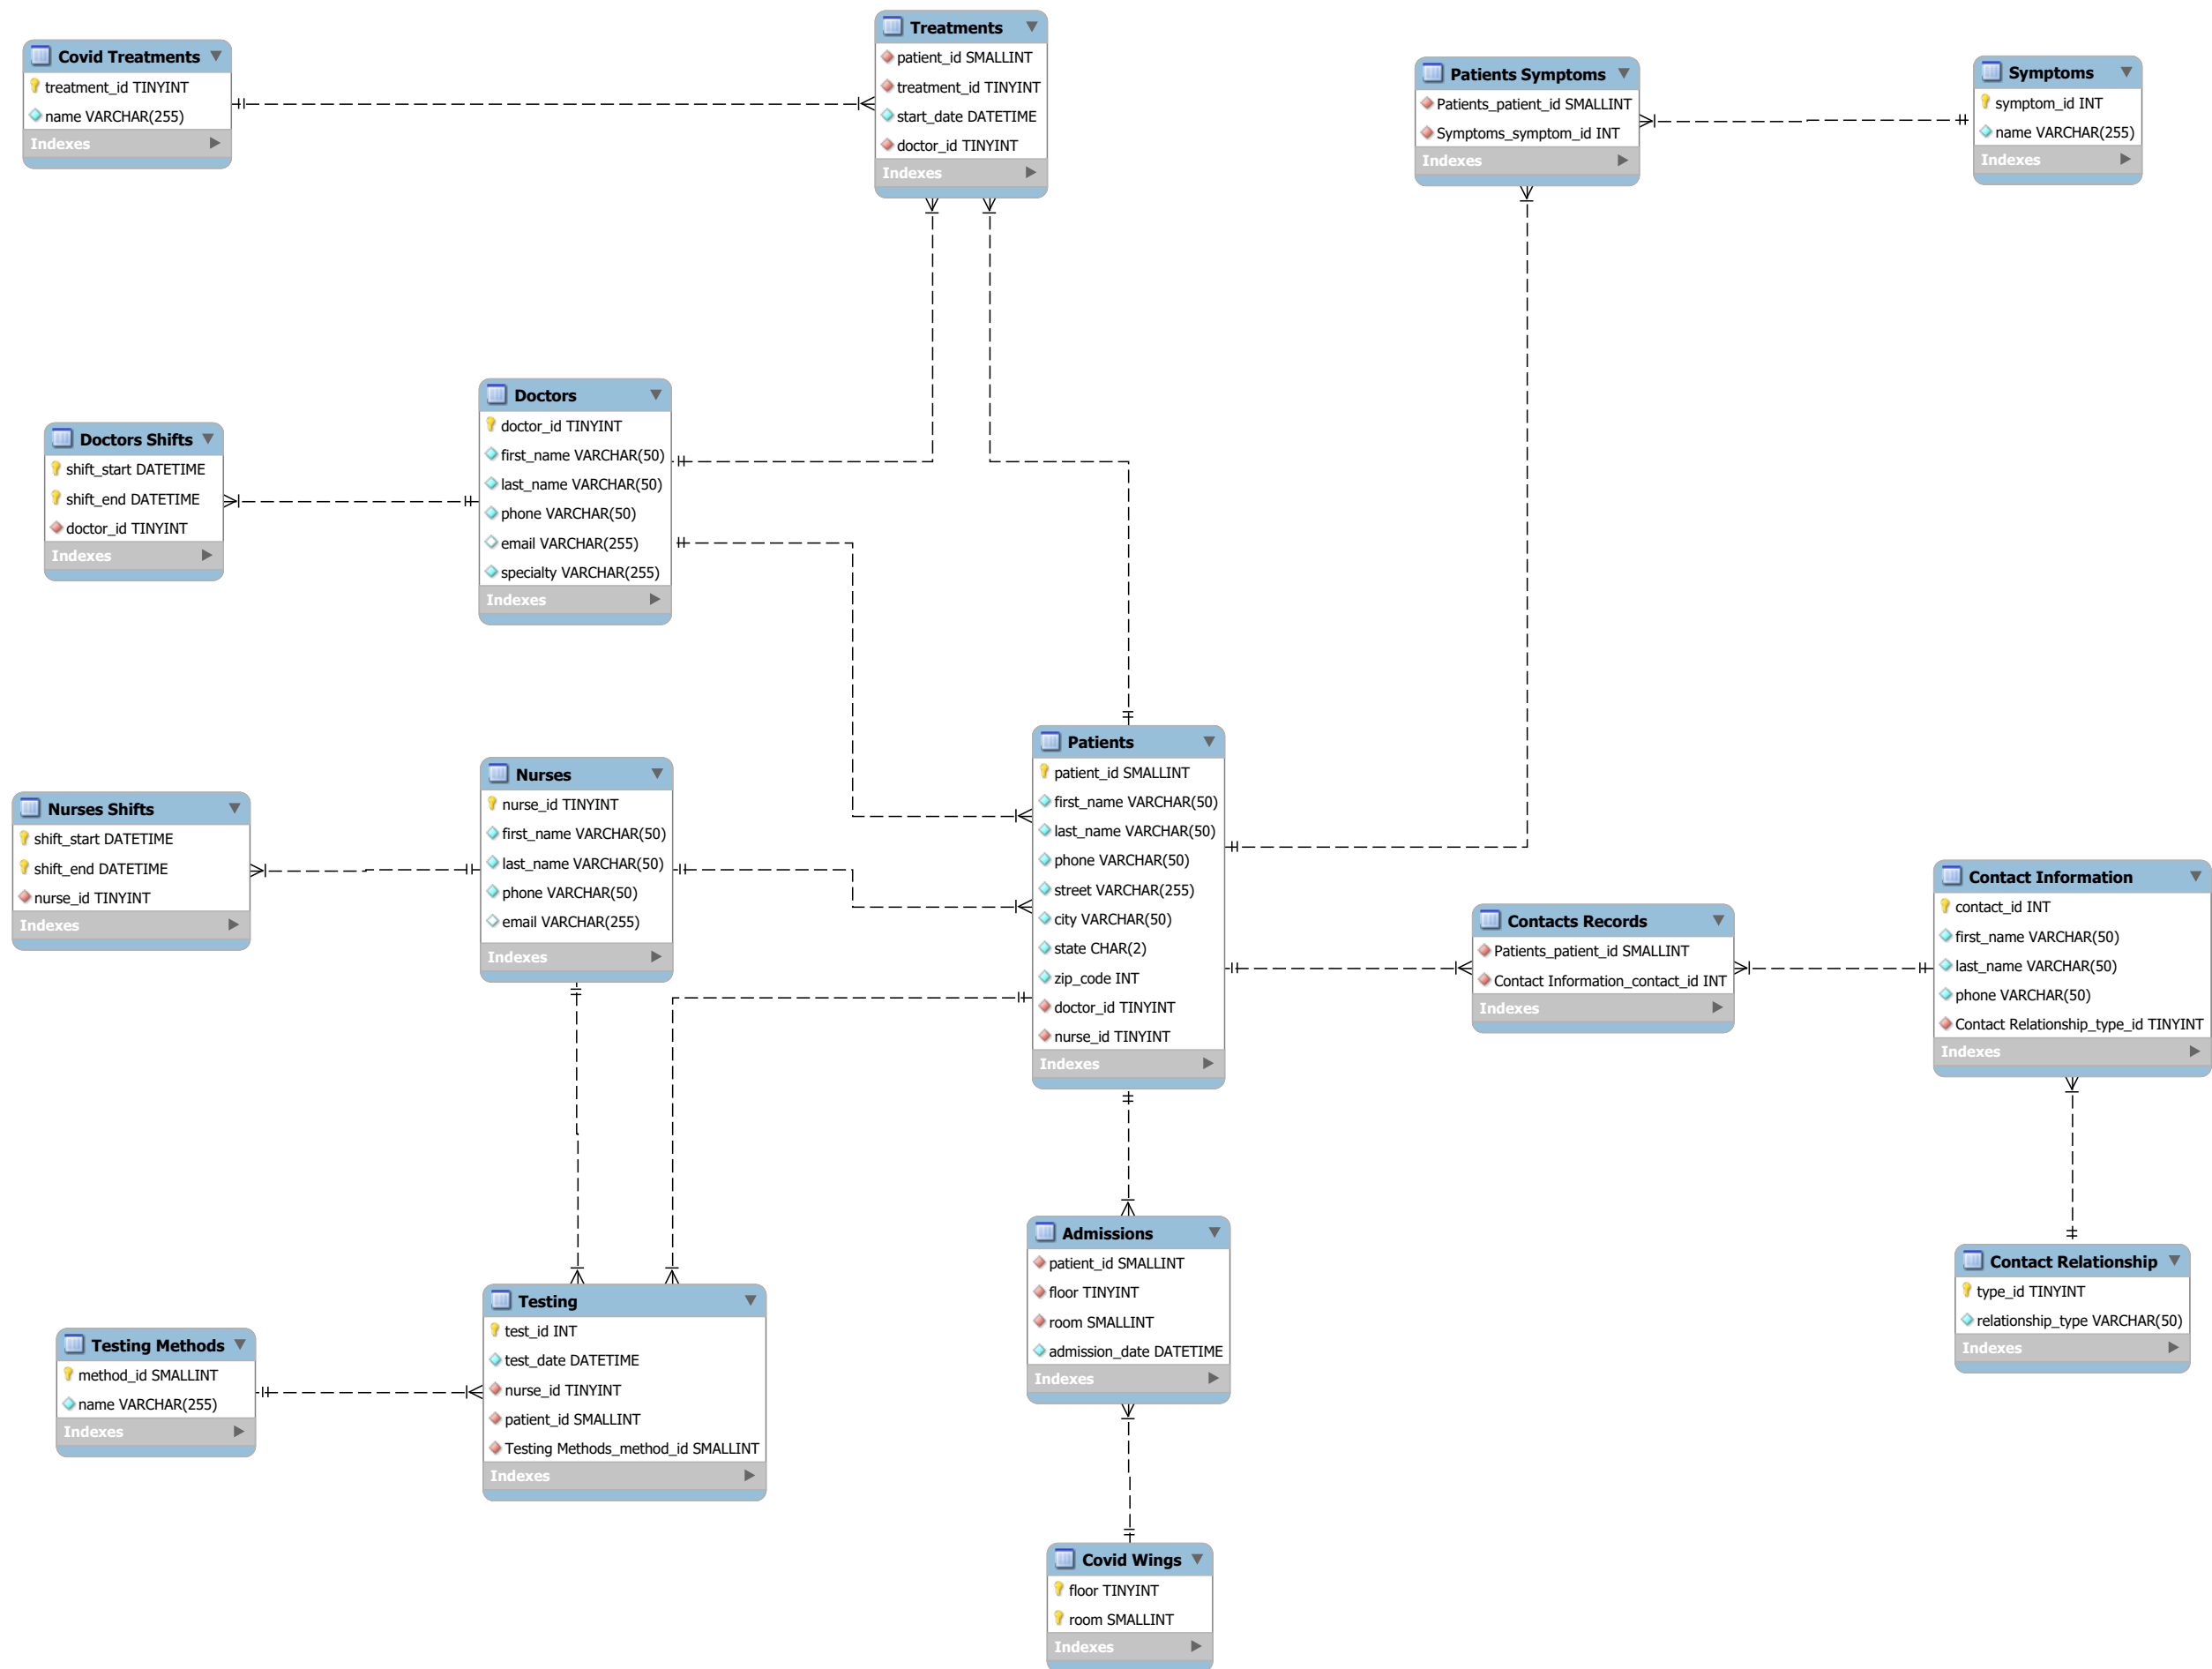 Covid Treatments
treatment_id TINYINT
name VARCHAR(255)
Indexes
Treatments
patient_id SMALLINT
treatment_id TINYINT
start_date DATETIME
doctor_id TINYINT
Indexes
Patients Symptoms
Patients_patient_id SMALLINT
Symptoms_symptom_id INT
Indexes
Symptoms
symptom_id INT
name VARCHAR(255)
Indexes
Doctors Shifts
shift_start DATETIME
shift_end DATETIME
doctor_id TINYINT
Indexes
Doctors
doctor_id TINYINT
first_name VARCHAR(50)
last_name VARCHAR(50)
phone VARCHAR(50)
email VARCHAR(255)
specialty VARCHAR(255)
Indexes
Nurses Shifts
shift_start DATETIME
shift_end DATETIME
nurse_id TINYINT
Indexes
Nurses
nurse_id TINYINT
first_name VARCHAR(50)
last_name VARCHAR(50)
phone VARCHAR(50)
email VARCHAR(255)
Indexes
Patients
patient_id SMALLINT
first_name VARCHAR(50)
last_name VARCHAR(50)
phone VARCHAR(50)
street VARCHAR(255)
city VARCHAR(50)
state CHAR(2)
zip_code INT
doctor_id TINYINT
nurse_id TINYINT
Indexes
Contacts Records
Patients_patient_id SMALLINT
Contact Information_contact_id INT
Indexes
Contact Information
contact_id INT
first_name VARCHAR(50)
last_name VARCHAR(50)
phone VARCHAR(50)
Contact Relationship_type_id TINYINT
Indexes
Testing Methods
method_id SMALLINT
name VARCHAR(255)
Indexes
Testing
test_id INT
test_date DATETIME
nurse_id TINYINT
patient_id SMALLINT
Testing Methods_method_id SMALLINT
Indexes
Admissions
patient_id SMALLINT
floor TINYINT
room SMALLINT
admission_date DATETIME
Indexes
Contact Relationship
type_id TINYINT
relationship_type VARCHAR(50)
Indexes
Covid Wings
floor TINYINT
room SMALLINT
Indexes